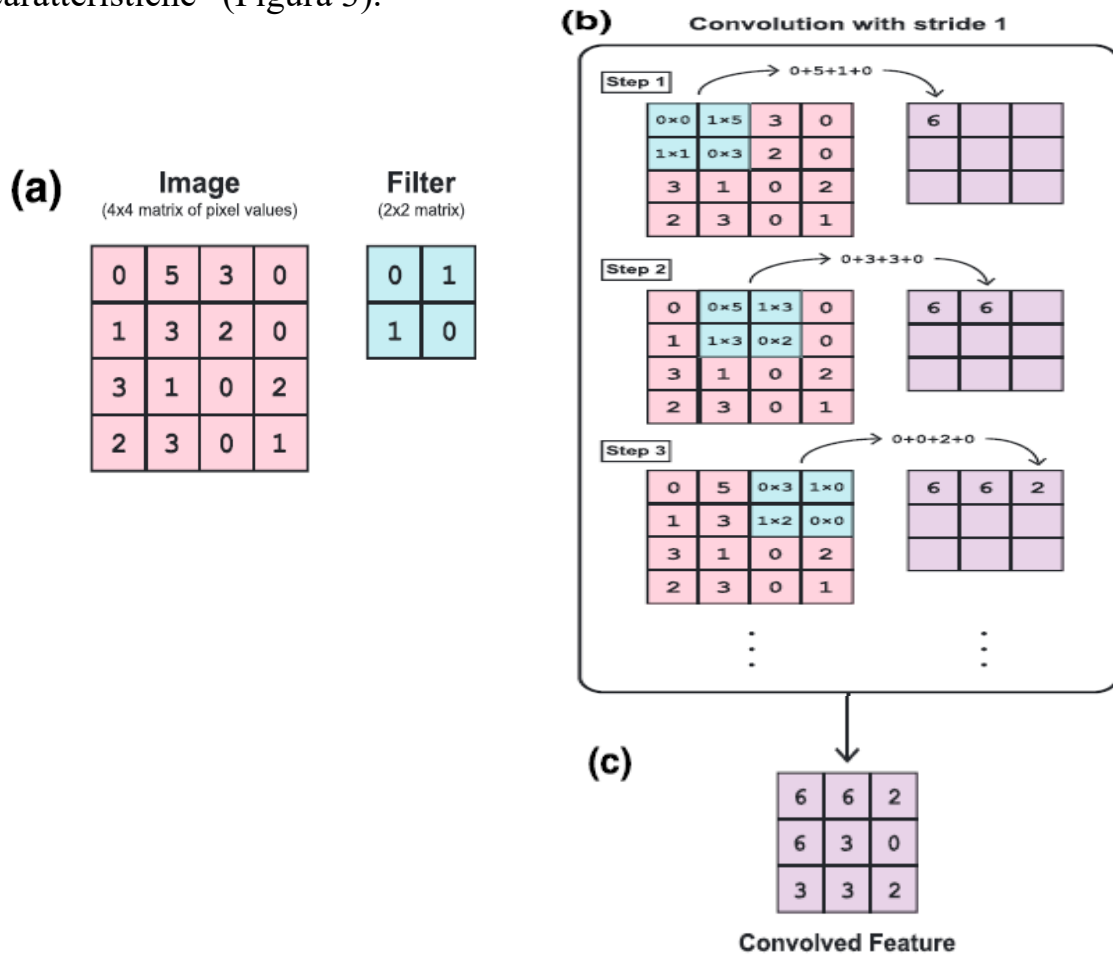 caratteristiche" (Figura 3).
(a)
Image
(4x4 matrix of pixel values)
0 5 3 0
1 3 2 0
3 1 0 2
2 3 0 1
Filter
(2x2 matrix)
0 1
1 0
(b)
Convolution with stride 1
Step 1
0+5+1+0
0×0 1×5 3 0
1×1 0×3 2 0
3 1 0 2
2 3 0 1
6
Step 2
0+3+3+0
0 0×5 1×3 0
1 1×3 0×2 0
3 1 0 2
2 3 0 1
6 6
Step 3
0+0+2+0
0 5 0×3 1×0
1 3 1×2 0×0
3 1 0 2
2 3 0 1
6 6 2
(c)
6 6 2
6 3 0
3 3 2
Convolved Feature